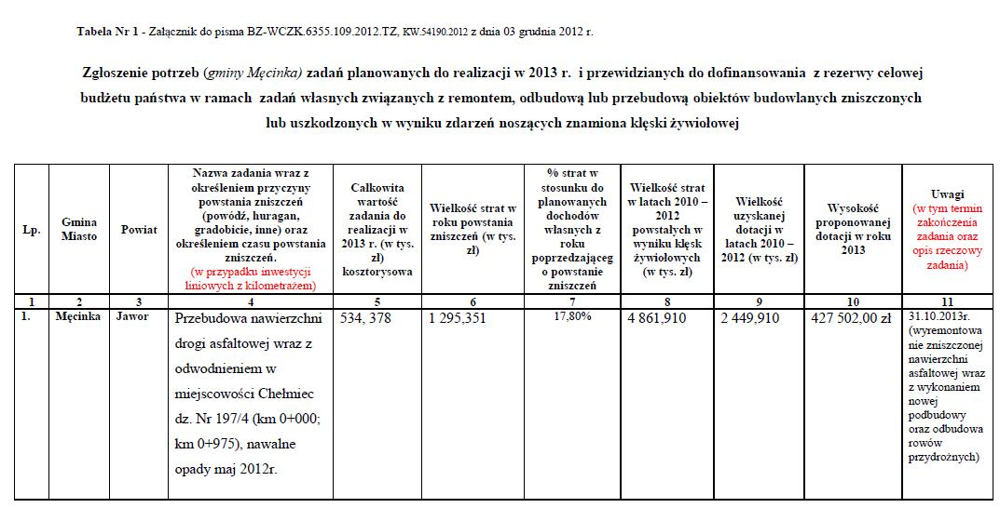 Tabela Nr 1 - Załącznik do pisma BZ-WCZK.6355.109.2012.TZ, KW.54190.2012 z dnia 03 grudnia 2012 r.
Zgłoszenie potrzeb (gminy Męcinka) zadań planowanych do realizacji w 2013 r. i przewidzianych do dofinansowania z rezerwy celowej
budżetu państwa w ramach zadań własnych związanych z remontem, odbudową lub przebudową obiektów budowlanych zniszczonych
lub uszkodzonych w wyniku zdarzeń noszących znamiona klęski żywiołowej
Lp.
Gmina
Miasto
Powiat
Nazwa zadania wraz z
określeniem przyczyny
powstania zniszczeń
(powódź, huragan,
gradobicie, inne) oraz
określeniem czasu powstania
zniszczeń.
(w przypadku inwestycji
liniowych z kilometrażem)
Całkowita
wartość
zadania do
realizacji w
2013 r. (w tys.
zł)
kosztorysowa
Wielkość strat w
roku powstania
zniszczeń (w tys.
zł)
% strat w
stosunku do
planowanych
dochodów
własnych z
roku
poprzedzająceg
o powstanie
zniszczeń
Wielkość strat
w latach 2010 –
2012
powstałych w
wyniku klęsk
żywiołowych
(w tys. zł)
Wielkość
uzyskanej
dotacji w
latach 2010 –
2012 (w tys. zł)
Wysokość
proponowanej
dotacji w roku
2013
Uwagi
(w tym termin
zakończenia
zadania oraz
opis rzeczowy
zadania)
1 2 3 4 5 6 7 8 9 10 11
1.
Męcinka
Jawor
Przebudowa nawierzchni
drogi asfaltowej wraz z
odwodnieniem w
miejscowości Chełmiec
dz. Nr 197/4 (km 0+000;
km 0+975), nawalne
opady maj 2012r.
534, 378
1 295,351
17,80%
4 861,910
2 449,910
427 502,00 zł
31.10.2013r.
(wyremontowa
nie zniszczonej
nawierzchni
asfaltowej wraz
z wykonaniem
nowej
podbudowy
oraz odbudowa
rowów
przydrożnych)